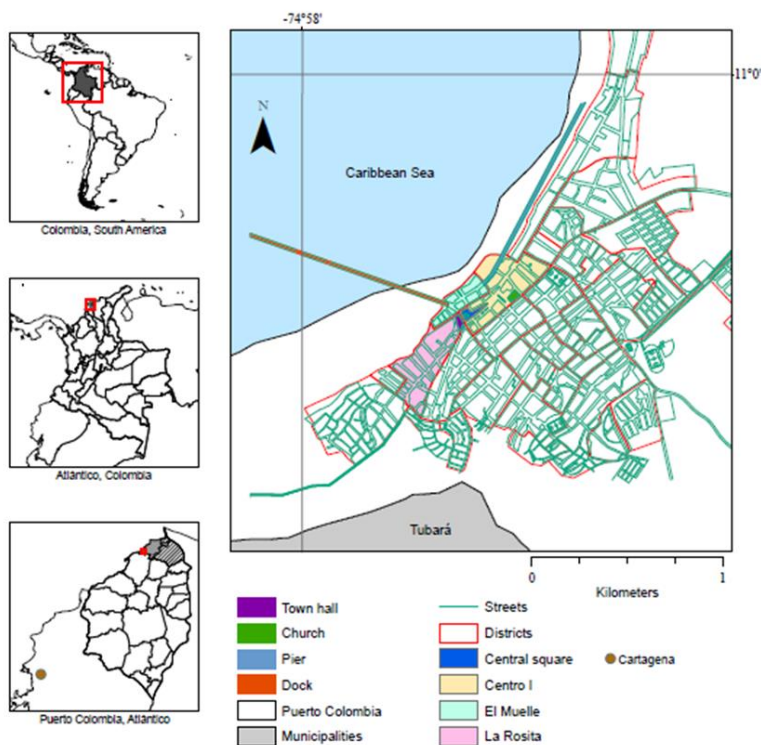 -74°58'
11°0'
N
Caribbean Sea
Colombia, South America
Atlántico, Colombia
Tubará
0 1
Kilometers
Puerto Colombia, Atlántico
Town hall
Church
Pier
Dock
Puerto Colombia
Municipalities
Streets
Districts
Central square
Centro I
El Muelle
La Rosita
Cartagena